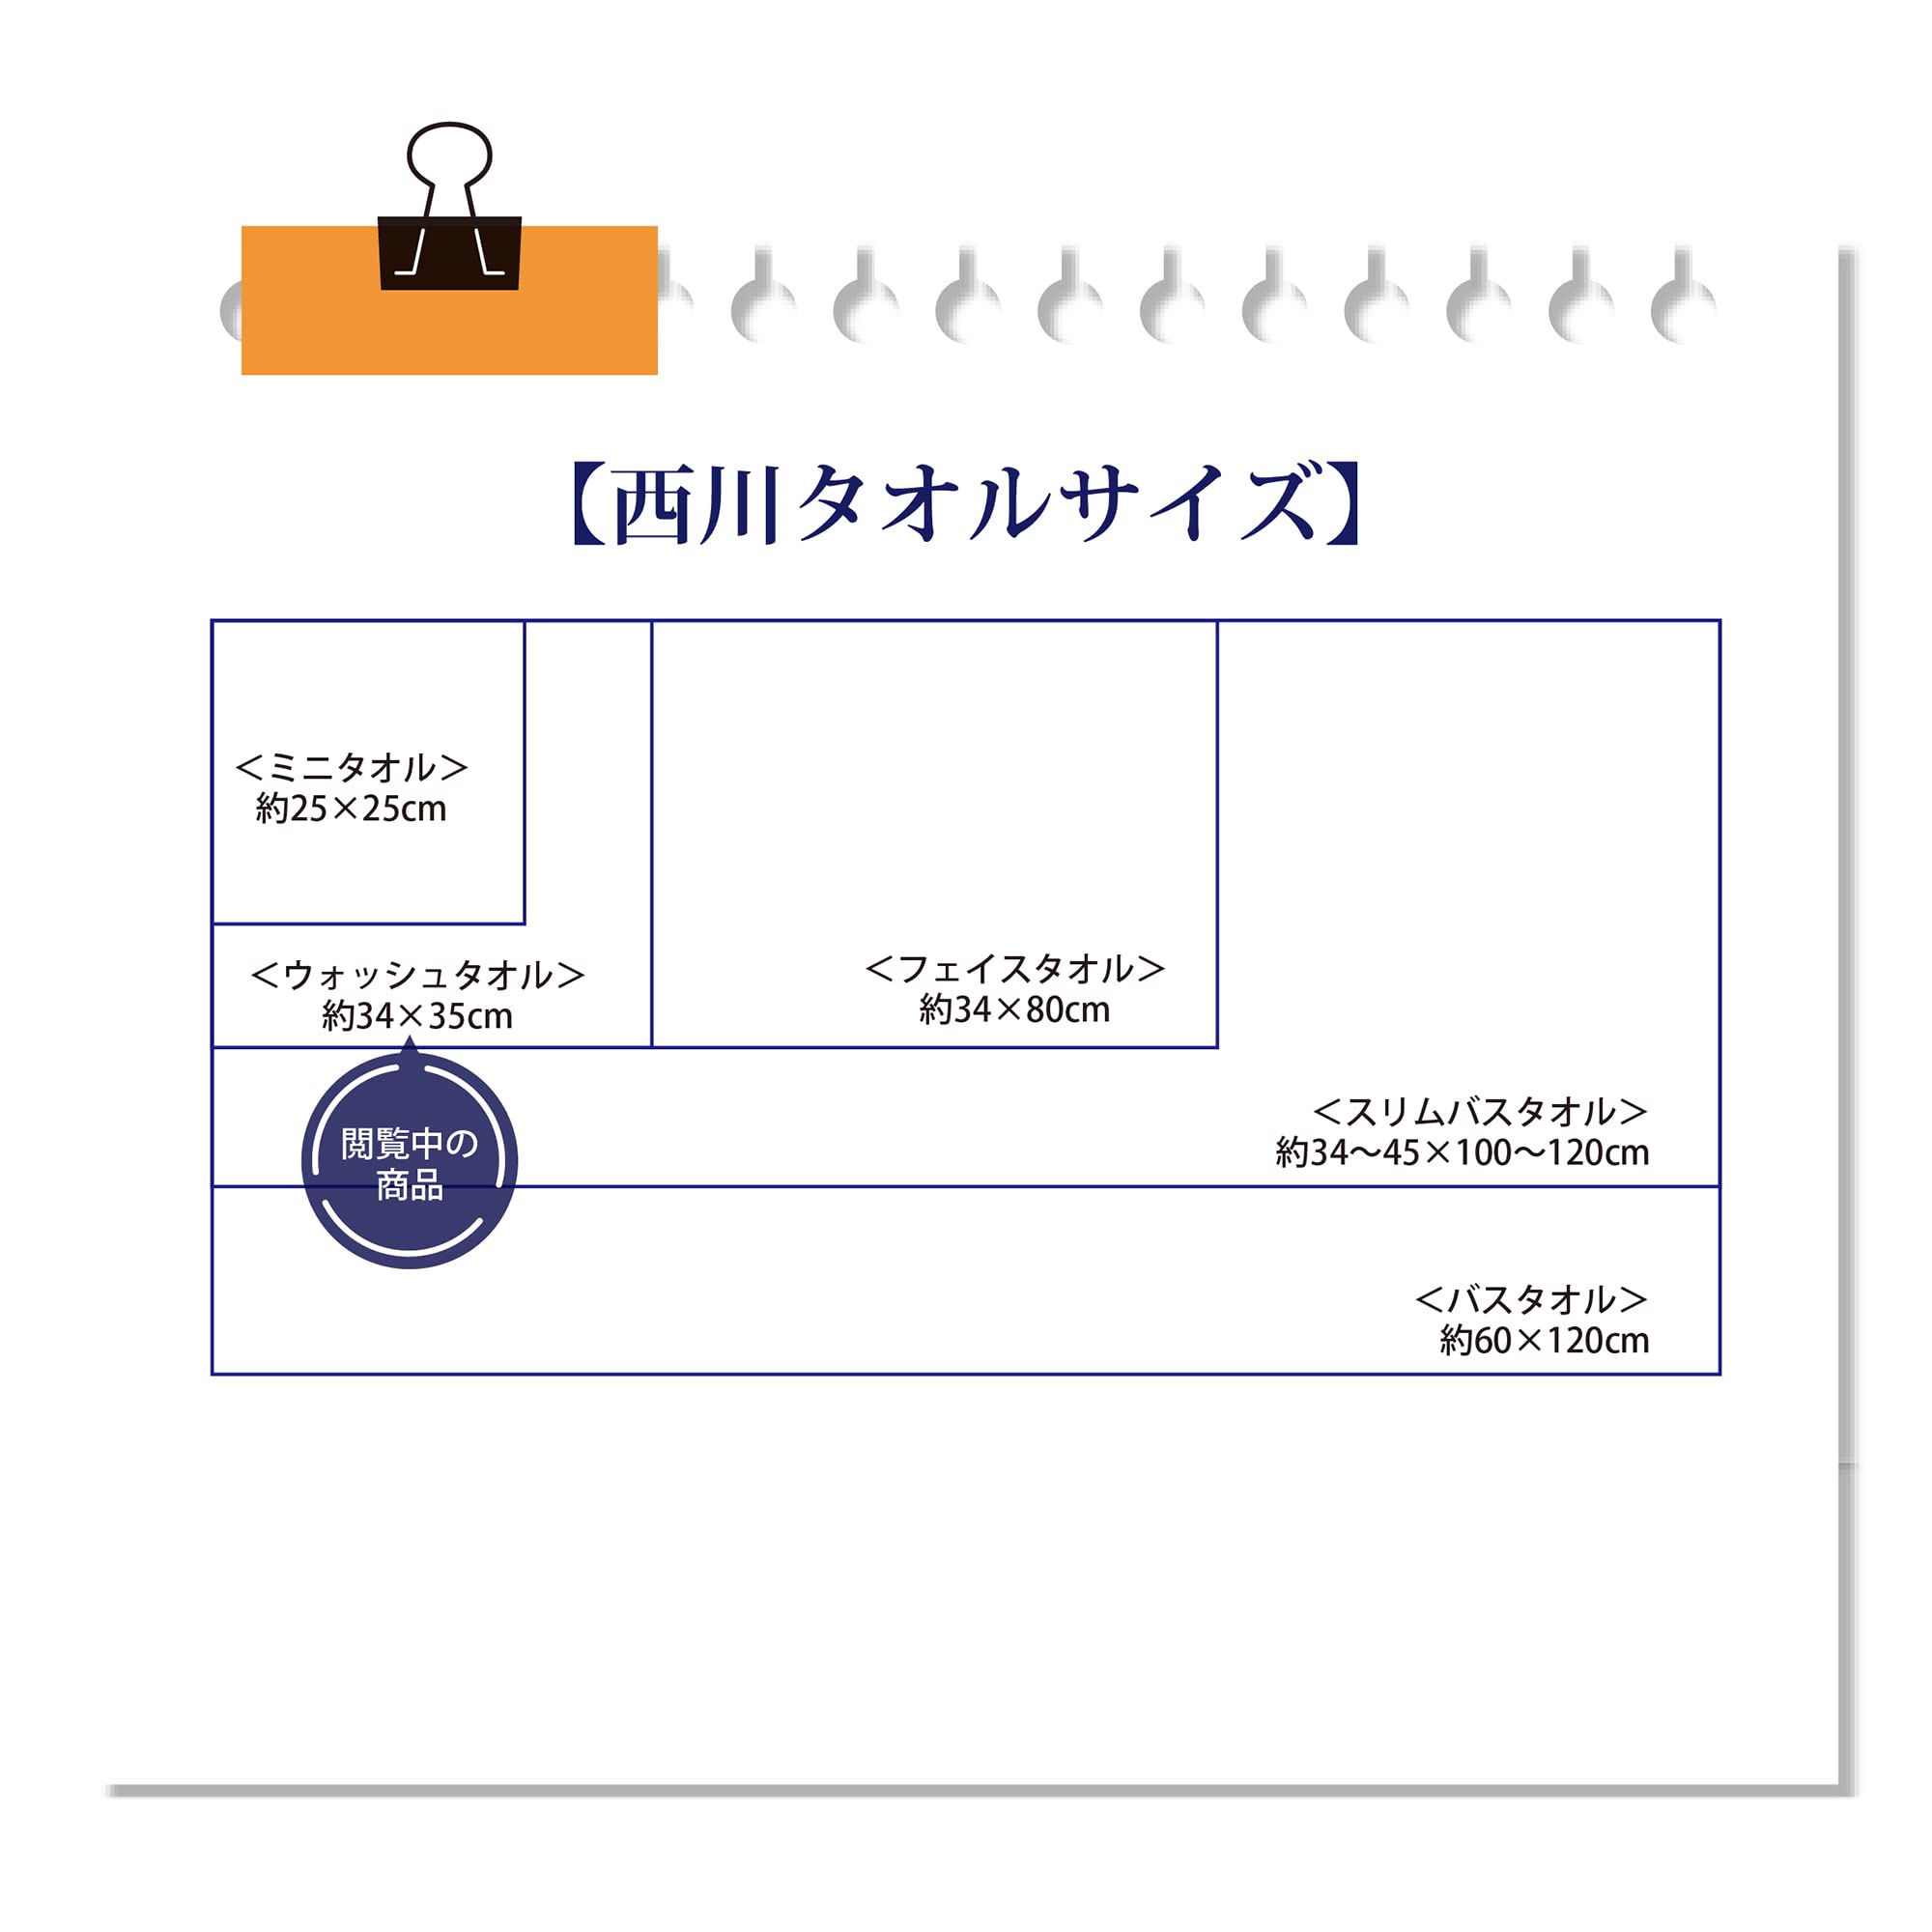 【西川タオルサイズ】
＜ミニタオル＞
約25×25cm
＜ウォッシュタオル＞
約34×35cm
＜フェイスタオル＞
約34×80cm
閲覧中の
商品
＜スリムバスタオル＞
約34〜45×100〜120cm
＜バスタオル＞
約60×120cm